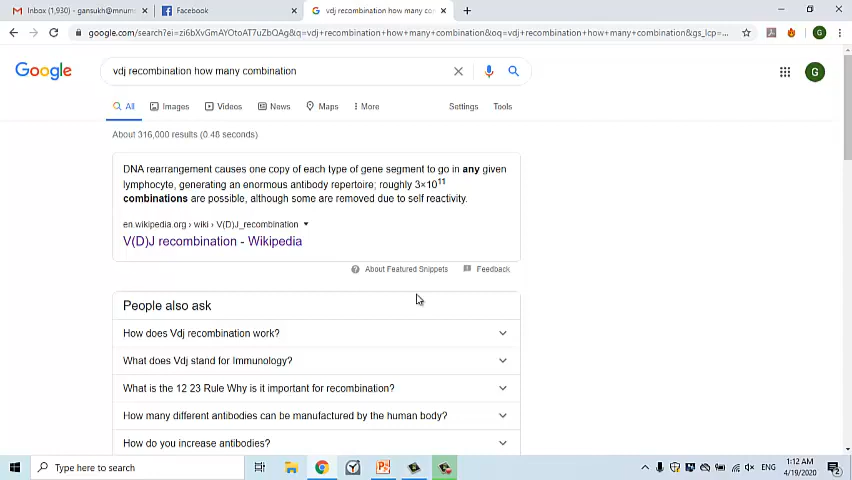 Inbox (1,930) - gansukh@mnum
Facebook
vdj recombination how many co
google.com/search?ei=zi6bXvGmAYOtoAT7uZbQAg&q=vdj+recombination+how+many+combination&oq=vdj+recombination+how+many+combination&gs_lcp=...
G
Google
vdj recombination how many combination
G
All Images Videos News Maps More Settings Tools
About 316,000 results (0.48 seconds)
DNA rearrangement causes one copy of each type of gene segment to go in any given
lymphocyte, generating an enormous antibody repertoire; roughly 3×10¹¹
combinations are possible, although some are removed due to self reactivity.
en.wikipedia.org › wiki › V(D)J_recombination
V(D)J recombination - Wikipedia
About Featured Snippets Feedback
People also ask
How does Vdj recombination work?
What does Vdj stand for Immunology?
What is the 12 23 Rule Why is it important for recombination?
How many different antibodies can be manufactured by the human body?
How do you increase antibodies?
Type here to search
ENG
1:12 AM
4/19/2020
2